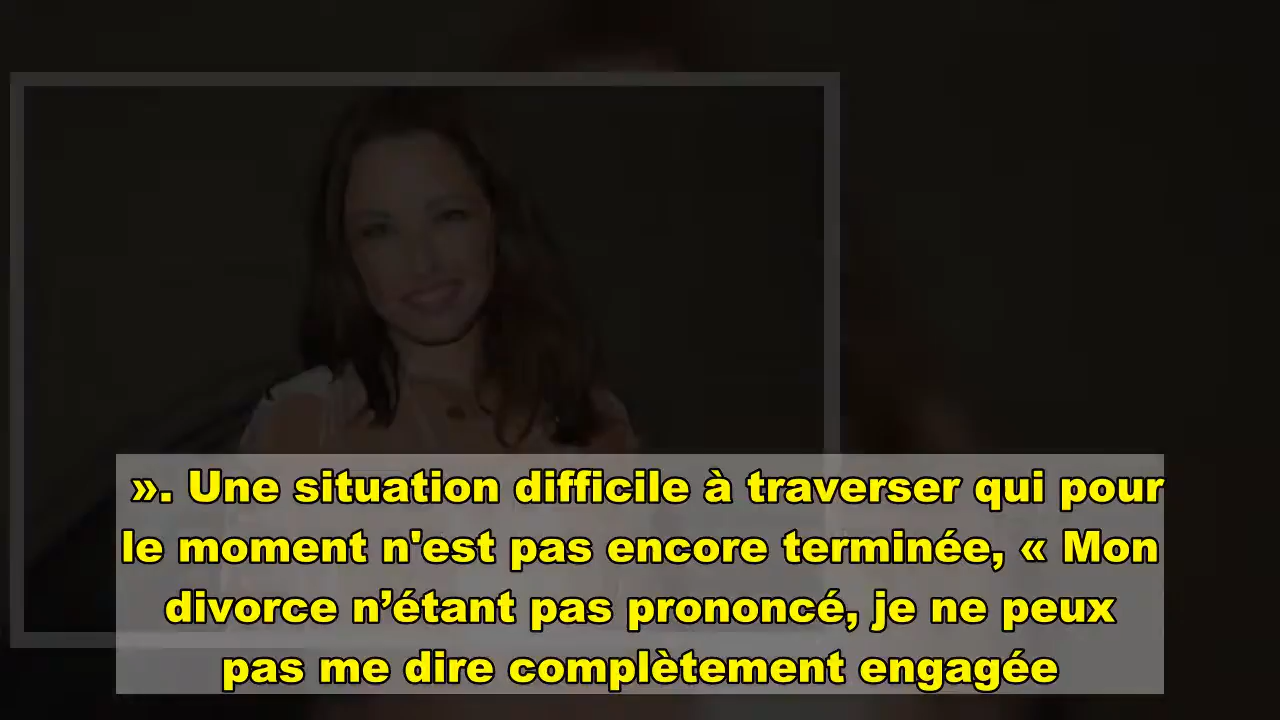 ». Une situation difficile à traverser qui pour
le moment n'est pas encore terminée, « Mon
divorce n’étant pas prononcé, je ne peux
pas me dire complètement engagée